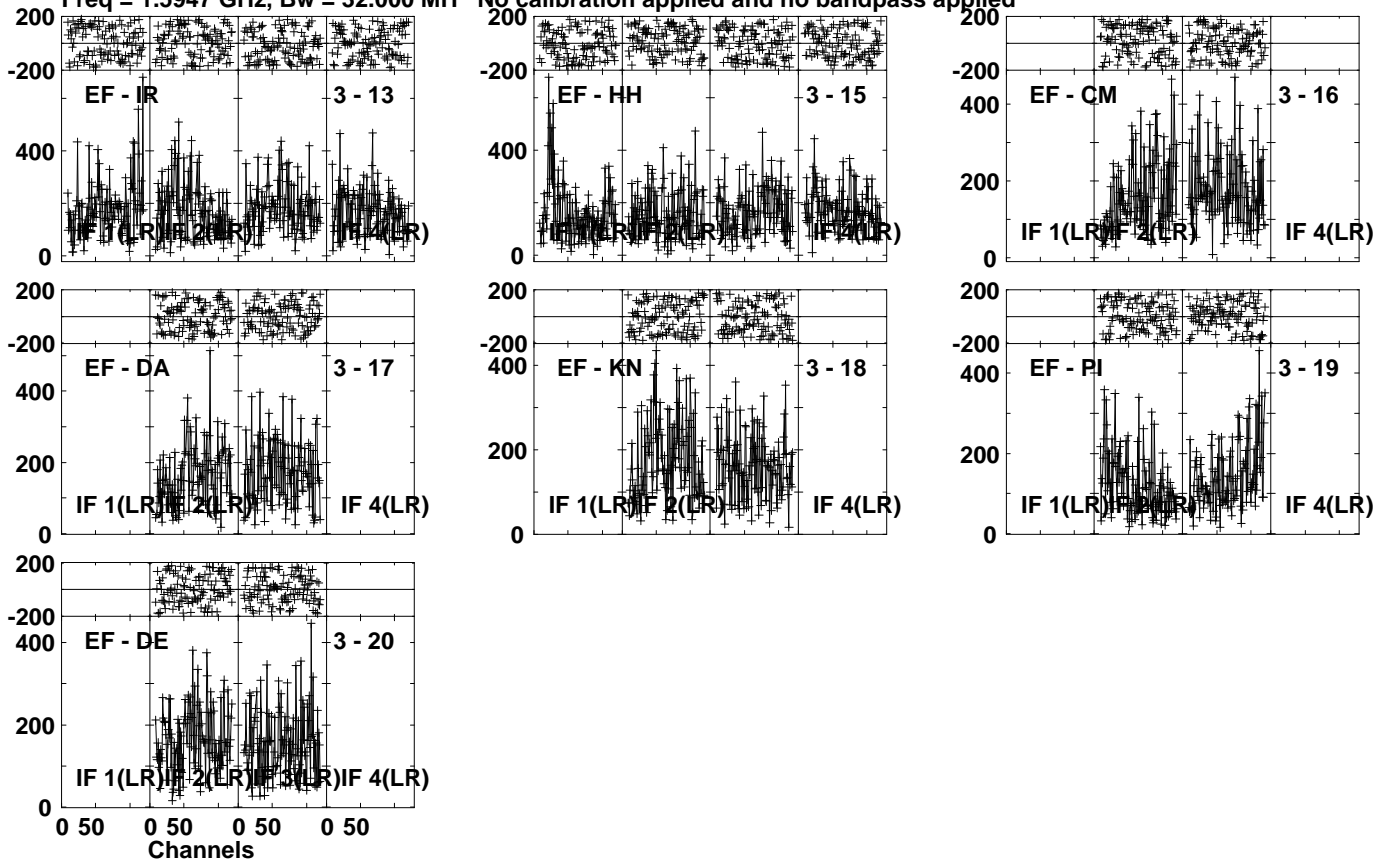 Freq = 1.5947 GHz, Bw = 32.000 MH No calibration applied and no bandpass applied
200
-200
EF - IR 3 - 13
400
IF 1(LR) IF 2(LR) IF 4(LR)
0
200
-200
EF - HH 3 - 15
400
IF 1(LR) IF 2(LR) IF 4(LR)
0
200
-200
EF - CM 3 - 16
400
200
IF 1(LR) IF 2(LR) IF 4(LR)
0
200
-200
EF - DA 3 - 17
400
200
IF 1(LR) IF 2(LR) IF 4(LR)
0
200
-200
EF - KN 3 - 18
400
200
IF 1(LR) IF 2(LR) IF 4(LR)
0
200
-200
EF - PI 3 - 19
400
200
IF 1(LR) IF 2(LR) IF 4(LR)
0
200
-200
EF - DE 3 - 20
400
200
IF 1(LR) IF 2(LR) IF 3(LR) IF 4(LR)
0
0 50 0 50 0 50 0 50
Channels